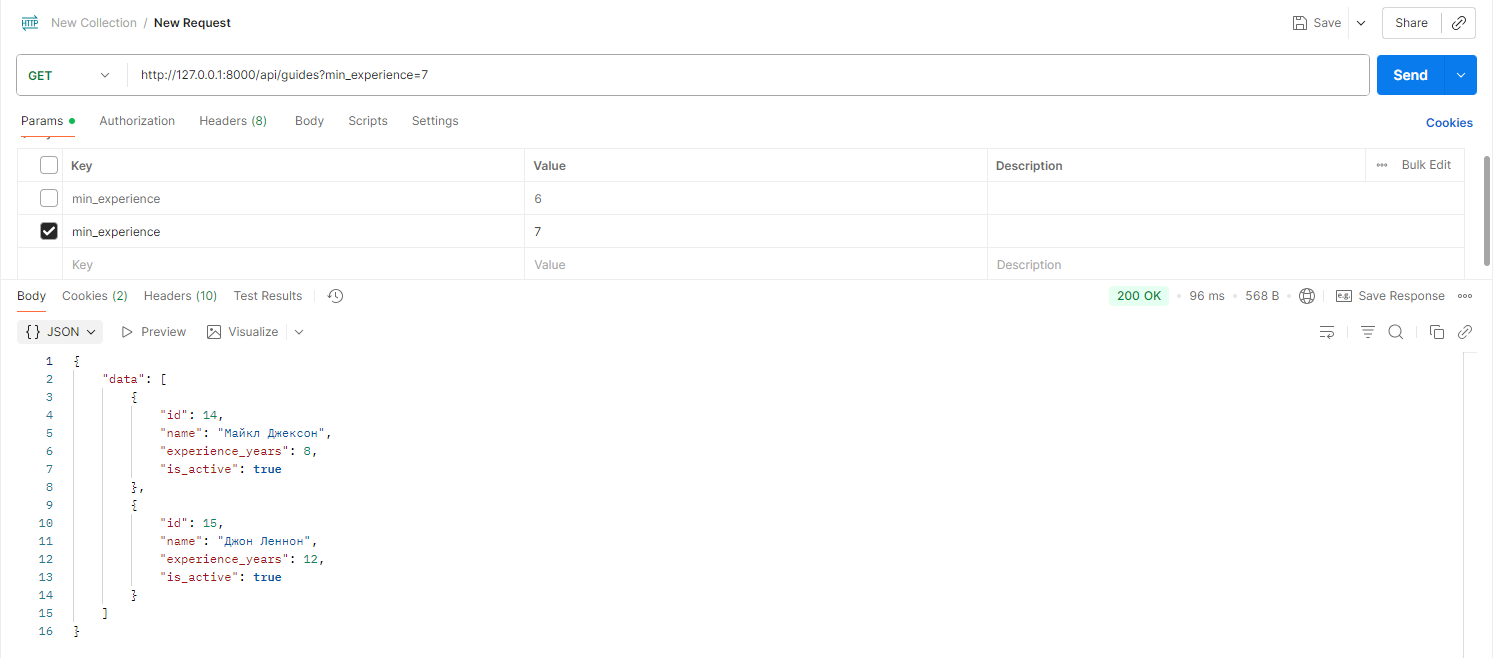 HTTP New Collection / New Request Save Share
GET http://127.0.0.1:8000/api/guides?min_experience=7 Send
Params Authorization Headers (8) Body Scripts Settings Cookies
Key Value Description Bulk Edit
min_experience 6
min_experience 7
Key Value Description
Body Cookies (2) Headers (10) Test Results 200 OK 96 ms 568 B e.g. Save Response
{} JSON Preview Visualize
1 {
2 "data": [
3 {
4 "id": 14,
5 "name": "Майкл Джексон",
6 "experience_years": 8,
7 "is_active": true
8 },
9 {
10 "id": 15,
11 "name": "Джон Леннон",
12 "experience_years": 12,
13 "is_active": true
14 }
15 ]
16 }